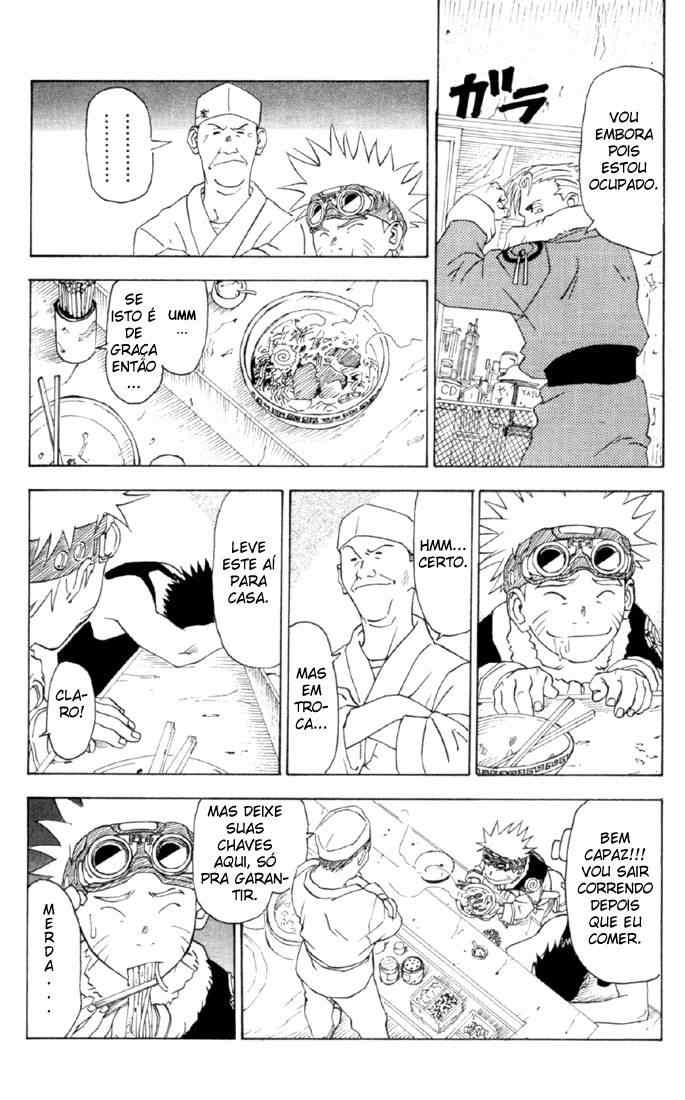 VOU
EMBORA
POIS
ESTOU
OCUPADO.
ガラ
.........
UMM
...
SE
ISTO É
DE
GRAÇA
ENTÃO
...
HMM...
CERTO.
MAS
EM
TRO-
CA...
LEVE
ESTE AÍ
PARA
CASA.
CLA-
RO!
BEM
CAPAZ!!!
VOU SAIR
CORRENDO
DEPOIS
QUE EU
COMER.
MAS DEIXE
SUAS
CHAVES
AQUI, SÓ
PRA GARAN-
TIR.
MERDA...